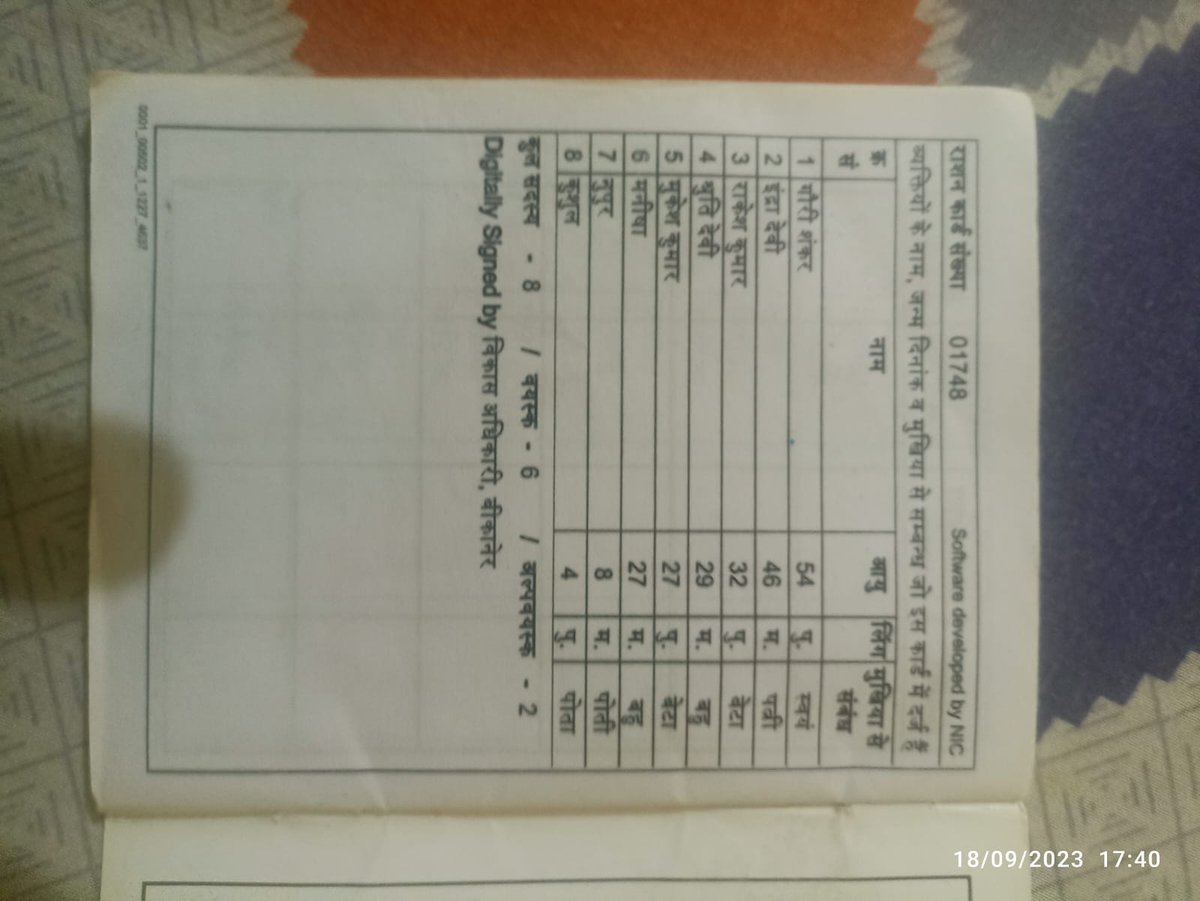 राशन कार्ड संख्या 01748 Software developed by NIC
व्यक्तियों के नाम, जन्म दिनांक व मुखिया से सम्बन्ध जो इस कार्ड में दर्ज हैं
क्र सं नाम आयु लिंग मुखिया से संबंध
1 गौरी शंकर 54 पु. स्वयं
2 इंद्रा देवी 46 म. पत्नी
3 राकेश कुमार 32 पु. बेटा
4 श्रुति देवी 29 म. बहु
5 मुकेश कुमार 27 पु. बेटा
6 मनीषा 27 म. बहु
7 नुपुर 8 म. पोती
8 कुशुल 4 पु. पोता
कुल सदस्य - 8 / वयस्क - 6 / अल्पवयस्क - 2
Digitally Signed by विकास अधिकारी, बीकानेर
0001_00502_1_1227_4637
18/09/2023 17:40